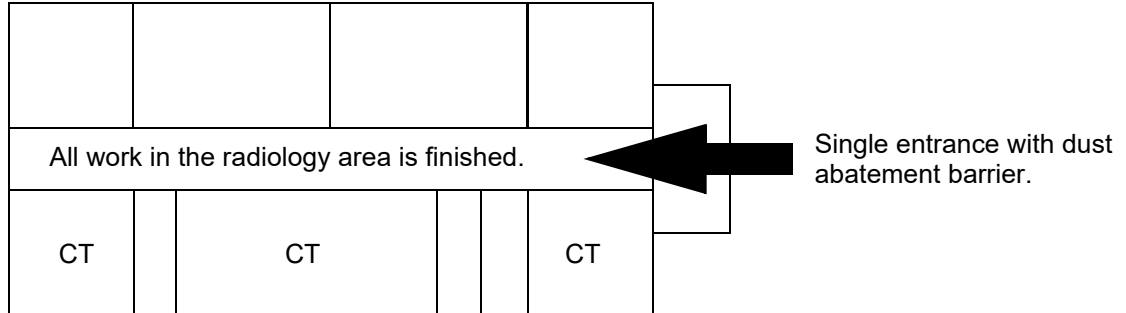 All work in the radiology area is finished.
Single entrance with dust
abatement barrier.
CT
CT
CT